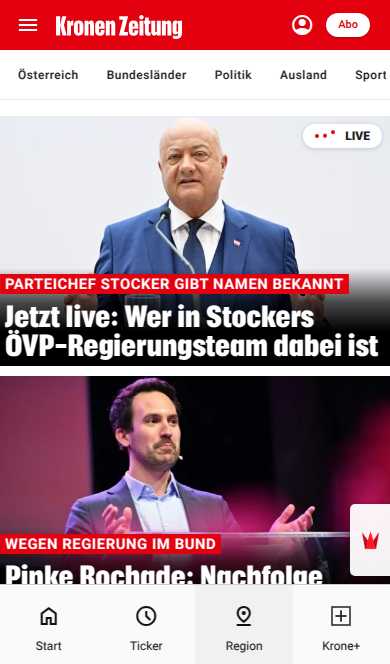 Kronen Zeitung
Abo
Österreich Bundesländer Politik Ausland Sport
LIVE
PARTEICHEF STOCKER GIBT NAMEN BEKANNT
Jetzt live: Wer in Stockers
ÖVP-Regierungsteam dabei ist
WEGEN REGIERUNG IM BUND
Pinke Rochade: Nachfolge
Start Ticker Region Krone+